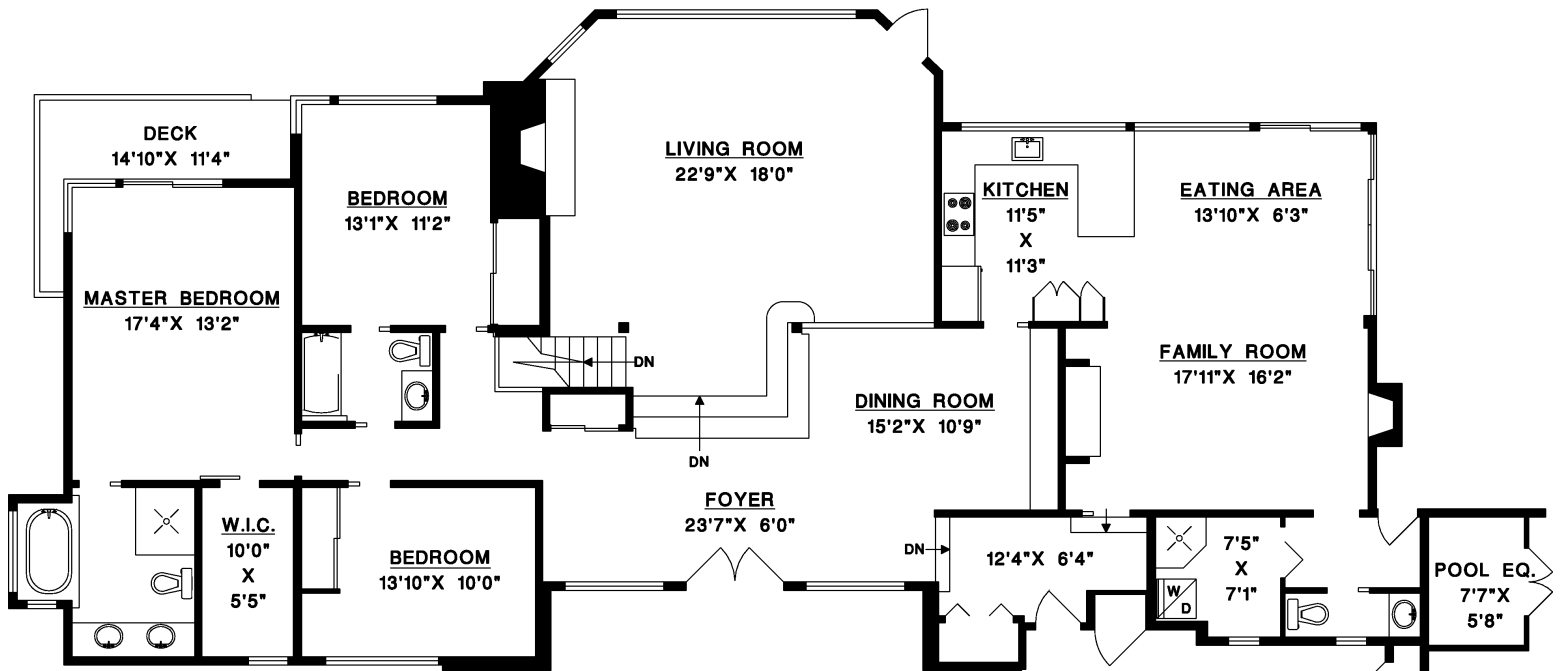 DECK
14'10"X 11'4"
LIVING ROOM
22'9"X 18'0"
BEDROOM
13'1"X 11'2"
KITCHEN
11'5"
X
11'3"
EATING AREA
13'10"X 6'3"
MASTER BEDROOM
17'4"X 13'2"
DN
FAMILY ROOM
17'11"X 16'2"
DINING ROOM
15'2"X 10'9"
DN
FOYER
23'7"X 6'0"
W.I.C.
10'0"
X
5'5"
BEDROOM
13'10"X 10'0"
DN
12'4"X 6'4"
7'5"
X
7'1"
W
D
POOL EQ.
7'7"X
5'8"